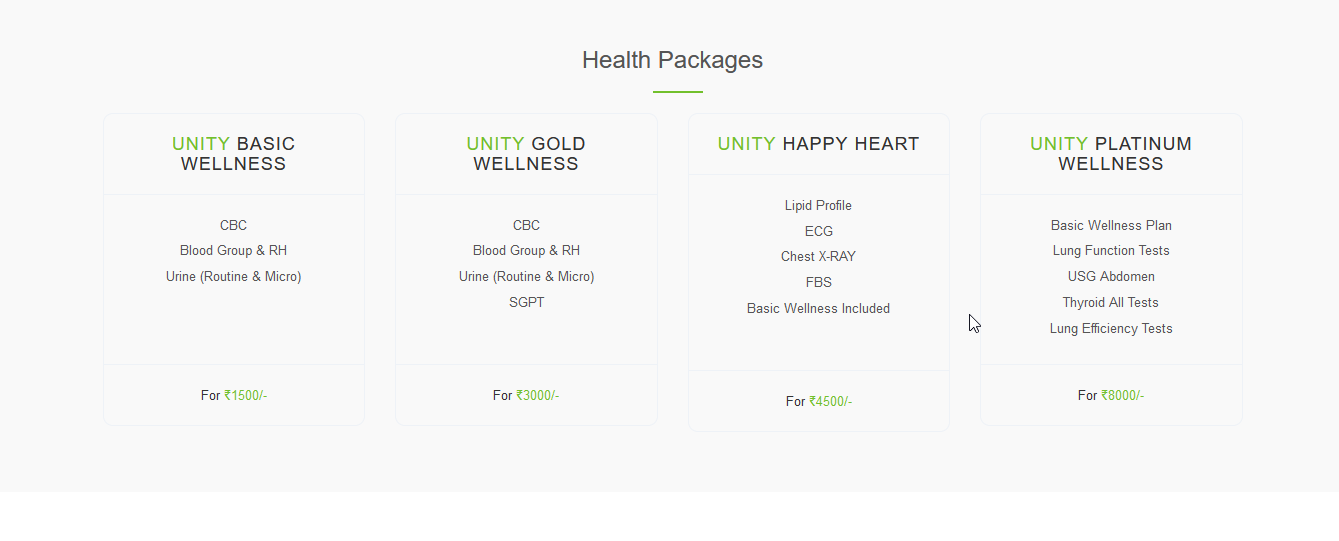 Health Packages
UNITY BASIC
WELLNESS
CBC
Blood Group & RH
Urine (Routine & Micro)
For ₹1500/-
UNITY GOLD
WELLNESS
CBC
Blood Group & RH
Urine (Routine & Micro)
SGPT
For ₹3000/-
UNITY HAPPY HEART
Lipid Profile
ECG
Chest X-RAY
FBS
Basic Wellness Included
For ₹4500/-
UNITY PLATINUM
WELLNESS
Basic Wellness Plan
Lung Function Tests
USG Abdomen
Thyroid All Tests
Lung Efficiency Tests
For ₹8000/-